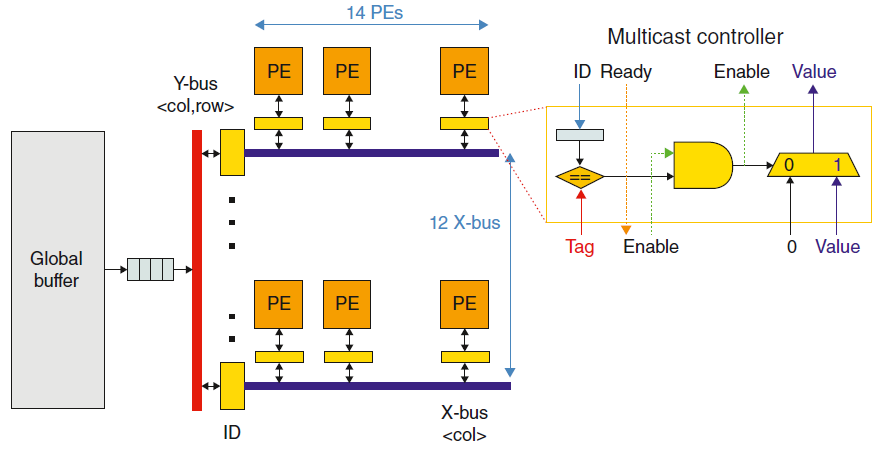 14 PEs
Multicast controller
PE PE PE
ID Ready Enable Value
Y-bus
<col,row>
==
0 1
12 X-bus
Tag Enable 0 Value
Global
buffer
PE PE PE
ID
X-bus
<col>